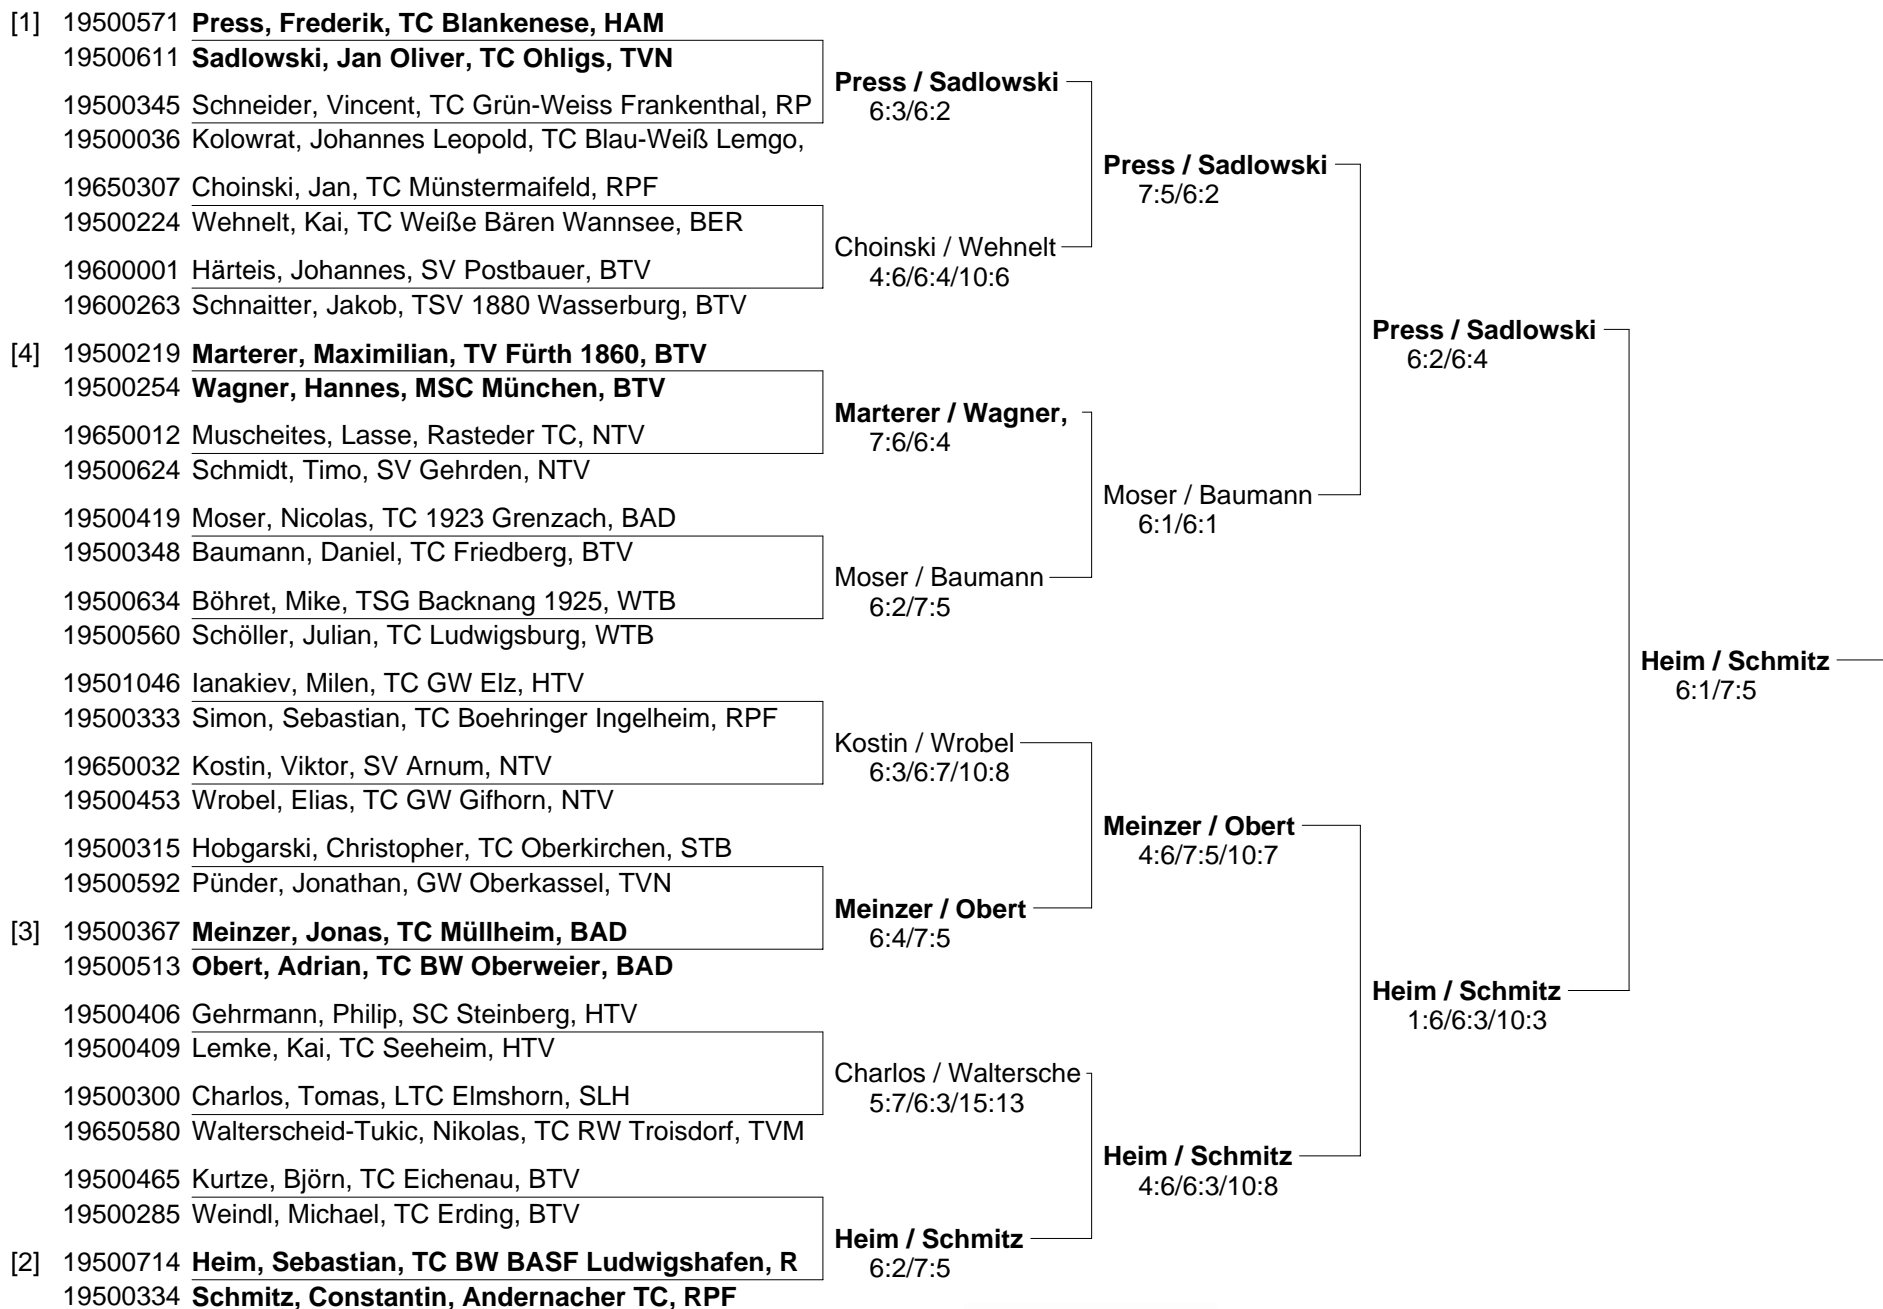 [1] 19500571 Press, Frederik, TC Blankenese, HAM
19500611 Sadlowski, Jan Oliver, TC Ohligs, TVN
Press / Sadlowski
6:3/6:2
19500345 Schneider, Vincent, TC Grün-Weiss Frankenthal, RP
19500036 Kolowrat, Johannes Leopold, TC Blau-Weiß Lemgo,
Press / Sadlowski
7:5/6:2
19650307 Choinski, Jan, TC Münstermaifeld, RPF
19500224 Wehnelt, Kai, TC Weiße Bären Wannsee, BER
Choinski / Wehnelt
4:6/6:4/10:6
19600001 Härteis, Johannes, SV Postbauer, BTV
19600263 Schnaitter, Jakob, TSV 1880 Wasserburg, BTV
Press / Sadlowski
6:2/6:4
[4] 19500219 Marterer, Maximilian, TV Fürth 1860, BTV
19500254 Wagner, Hannes, MSC München, BTV
Marterer / Wagner,
7:6/6:4
19650012 Muscheites, Lasse, Rasteder TC, NTV
19500624 Schmidt, Timo, SV Gehrden, NTV
Moser / Baumann
6:1/6:1
19500419 Moser, Nicolas, TC 1923 Grenzach, BAD
19500348 Baumann, Daniel, TC Friedberg, BTV
Moser / Baumann
6:2/7:5
19500634 Böhret, Mike, TSG Backnang 1925, WTB
19500560 Schöller, Julian, TC Ludwigsburg, WTB
Heim / Schmitz
6:1/7:5
19501046 Ianakiev, Milen, TC GW Elz, HTV
19500333 Simon, Sebastian, TC Boehringer Ingelheim, RPF
Kostin / Wrobel
6:3/6:7/10:8
19650032 Kostin, Viktor, SV Arnum, NTV
19500453 Wrobel, Elias, TC GW Gifhorn, NTV
Meinzer / Obert
4:6/7:5/10:7
19500315 Hobgarski, Christopher, TC Oberkirchen, STB
19500592 Pünder, Jonathan, GW Oberkassel, TVN
Meinzer / Obert
6:4/7:5
[3] 19500367 Meinzer, Jonas, TC Müllheim, BAD
19500513 Obert, Adrian, TC BW Oberweier, BAD
Heim / Schmitz
1:6/6:3/10:3
19500406 Gehrmann, Philip, SC Steinberg, HTV
19500409 Lemke, Kai, TC Seeheim, HTV
Charlos / Waltersche
5:7/6:3/15:13
19500300 Charlos, Tomas, LTC Elmshorn, SLH
19650580 Walterscheid-Tukic, Nikolas, TC RW Troisdorf, TVM
Heim / Schmitz
4:6/6:3/10:8
19500465 Kurtze, Björn, TC Eichenau, BTV
19500285 Weindl, Michael, TC Erding, BTV
Heim / Schmitz
6:2/7:5
[2] 19500714 Heim, Sebastian, TC BW BASF Ludwigshafen, R
19500334 Schmitz, Constantin, Andernacher TC, RPF